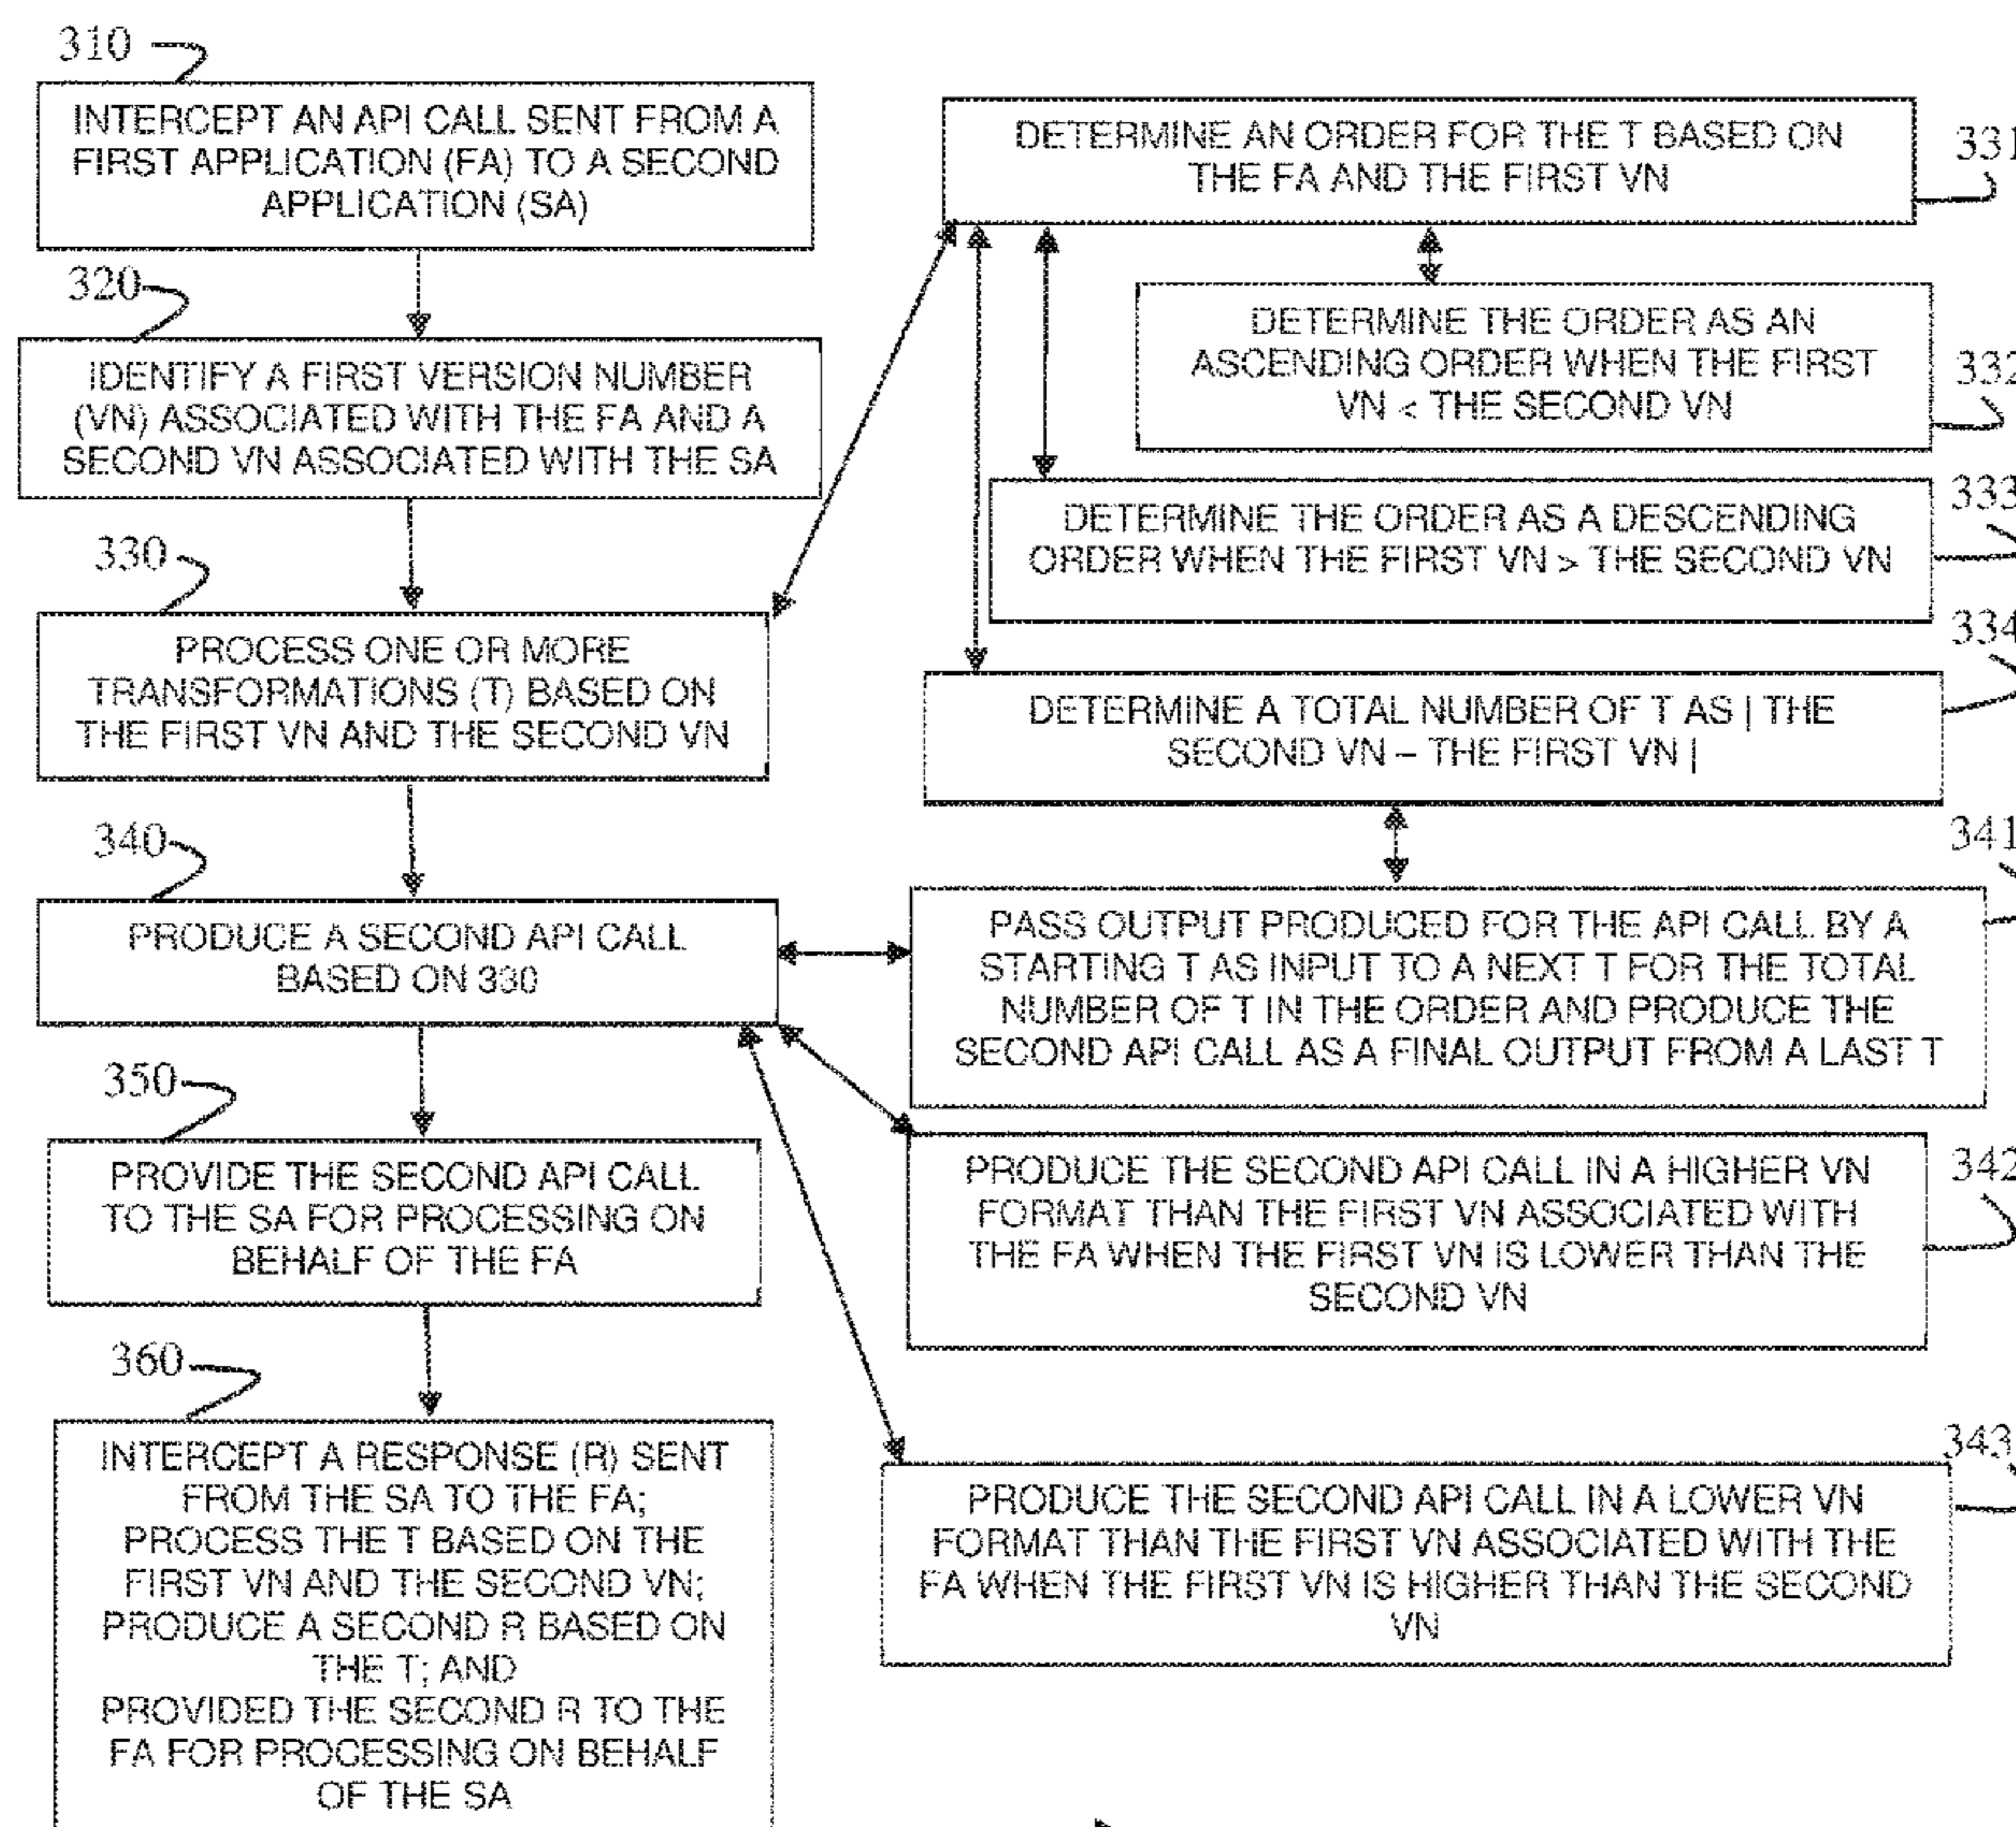 310
INTERCEPT AN API CALL SENT FROM A
FIRST APPLICATION (FA) TO A SECOND
APPLICATION (SA)
320
IDENTIFY A FIRST VERSION NUMBER
(VN) ASSOCIATED WITH THE FA AND A
SECOND VN ASSOCIATED WITH THE SA
330
PROCESS ONE OR MORE
TRANSFORMATIONS (T) BASED ON
THE FIRST VN AND THE SECOND VN
340
PRODUCE A SECOND API CALL
BASED ON 330
350
PROVIDE THE SECOND API CALL
TO THE SA FOR PROCESSING ON
BEHALF OF THE FA
360
INTERCEPT A RESPONSE (R) SENT
FROM THE SA TO THE FA;
PROCESS THE T BASED ON THE
FIRST VN AND THE SECOND VN;
PRODUCE A SECOND R BASED ON
THE T; AND
PROVIDED THE SECOND R TO THE
FA FOR PROCESSING ON BEHALF
OF THE SA
331
DETERMINE AN ORDER FOR THE T BASED ON
THE FA AND THE FIRST VN
332
DETERMINE THE ORDER AS AN
ASCENDING ORDER WHEN THE FIRST
VN < THE SECOND VN
333
DETERMINE THE ORDER AS A DESCENDING
ORDER WHEN THE FIRST VN > THE SECOND VN
334
DETERMINE A TOTAL NUMBER OF T AS | THE
SECOND VN – THE FIRST VN |
341
PASS OUTPUT PRODUCED FOR THE API CALL BY A
STARTING T AS INPUT TO A NEXT T FOR THE TOTAL
NUMBER OF T IN THE ORDER AND PRODUCE THE
SECOND API CALL AS A FINAL OUTPUT FROM A LAST T
342
PRODUCE THE SECOND API CALL IN A HIGHER VN
FORMAT THAN THE FIRST VN ASSOCIATED WITH
THE FA WHEN THE FIRST VN IS LOWER THAN THE
SECOND VN
343
PRODUCE THE SECOND API CALL IN A LOWER VN
FORMAT THAN THE FIRST VN ASSOCIATED WITH THE
FA WHEN THE FIRST VN IS HIGHER THAN THE SECOND
VN